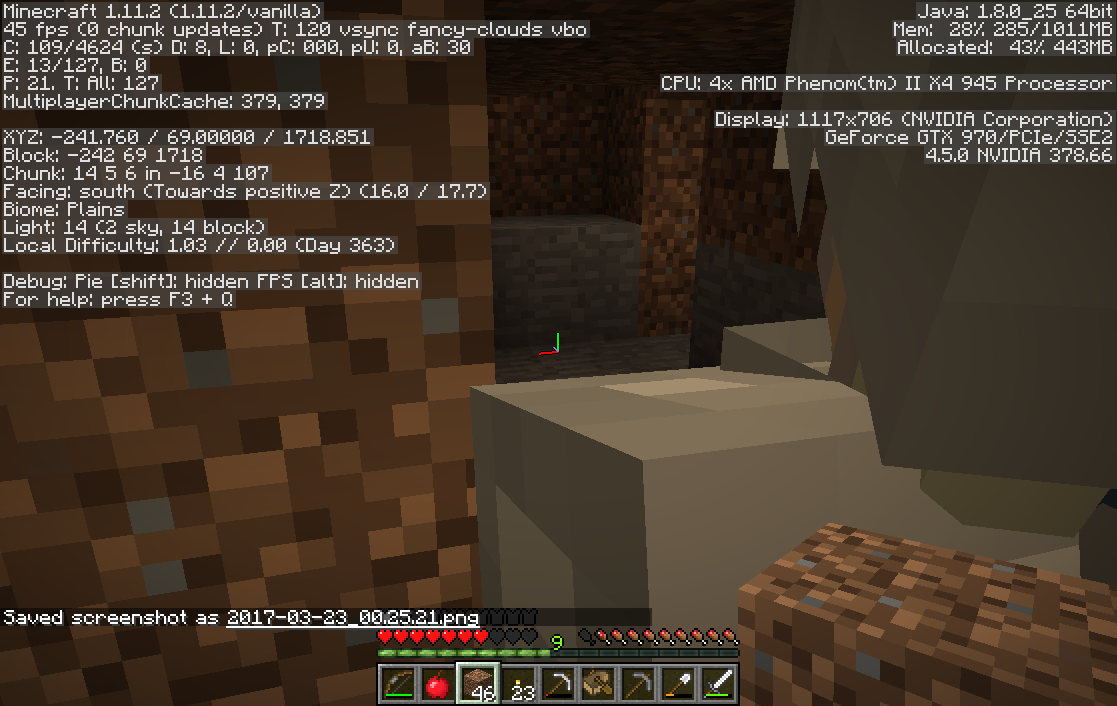 Minecraft 1.11.2 (1.11.2/vanilla)
45 fps (0 chunk updates) T: 120 vsync fancy-clouds vbo
C: 109/4624 (s) D: 8, L: 0, pC: 000, pU: 0, aB: 30
E: 13/127, B: 0
P: 21. T: All: 127
MultiplayerChunkCache: 379, 379
XYZ: -241.760 / 69.00000 / 1718.851
Block: -242 69 1718
Chunk: 14 5 6 in -16 4 107
Facing: south (Towards positive Z) (16.0 / 17.7)
Biome: Plains
Light: 14 (2 sky, 14 block)
Local Difficulty: 1.03 // 0.00 (Day 363)
Debug: Pie [shift]: hidden FPS [alt]: hidden
For help: press F3 + Q
Java: 1.8.0_25 64bit
Mem: 28% 285/1011MB
Allocated: 43% 443MB
CPU: 4x AMD Phenom(tm) II X4 945 Processor
Display: 1117x706 (NVIDIA Corporation)
GeForce GTX 970/PCIe/SSE2
4.5.0 NVIDIA 378.66
Saved screenshot as 2017-03-23_00.25.21.png
9
46 23